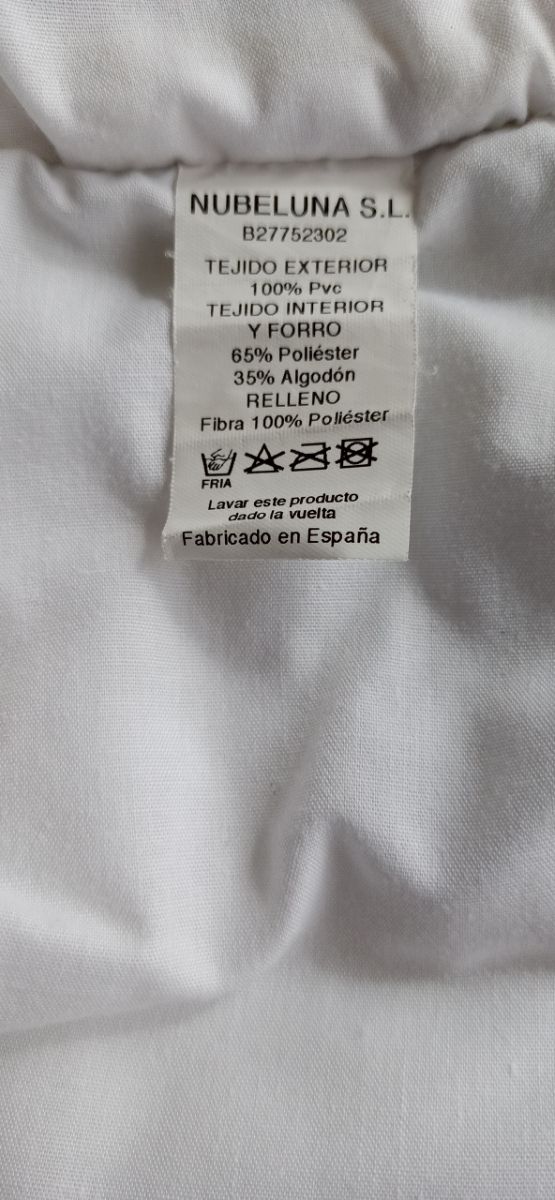 NUBELUNA S.L.
B27752302
TEJIDO EXTERIOR
100% Pvc
TEJIDO INTERIOR
Y FORRO
65% Poliéster
35% Algodón
RELLENO
Fibra 100% Poliéster
FRIA
Lavar este producto
dado la vuelta
Fabricado en España